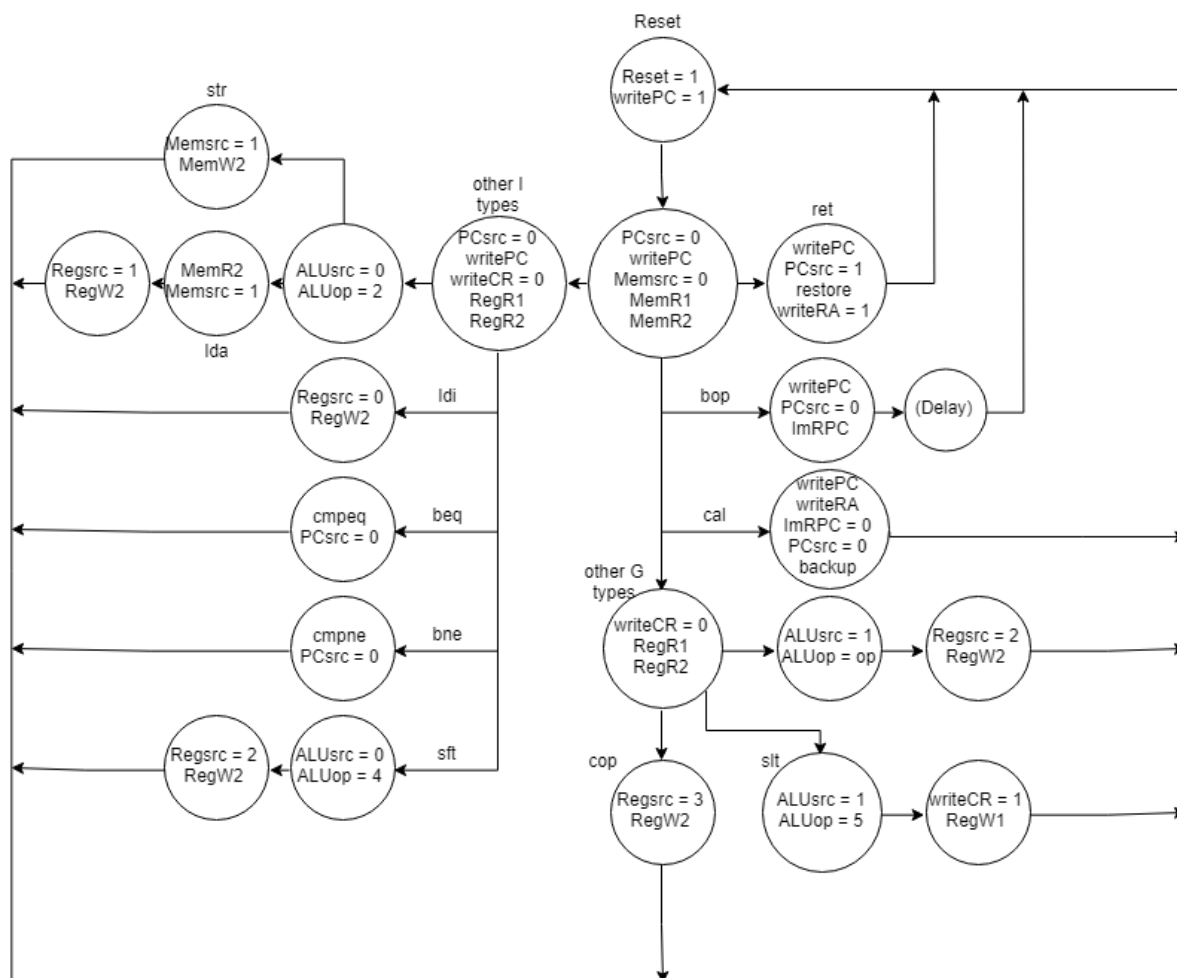 Reset
Reset = 1
writePC = 1
str
Memsrc = 1
MemW2
other I
types
ret
PCsrc = 0
writePC
writeCR = 0
RegR1
RegR2
PCsrc = 0
writePC
Memsrc = 0
MemR1
MemR2
writePC
PCsrc = 1
restore
writeRA = 1
Regsrc = 1
RegW2
MemR2
Memsrc = 1
ALUsrc = 0
ALUop = 2
lda
Regsrc = 0
RegW2
ldi
bop
writePC
PCsrc = 0
ImRPC
(Delay)
cmpeq
PCsrc = 0
beq
cal
writePC
writeRA
ImRPC = 0
PCsrc = 0
backup
other G
types
cmpne
PCsrc = 0
bne
writeCR = 0
RegR1
RegR2
ALUsrc = 1
ALUop = op
Regsrc = 2
RegW2
Regsrc = 2
RegW2
ALUsrc = 0
ALUop = 4
sft
cop
slt
Regsrc = 3
RegW2
ALUsrc = 1
ALUop = 5
writeCR = 1
RegW1